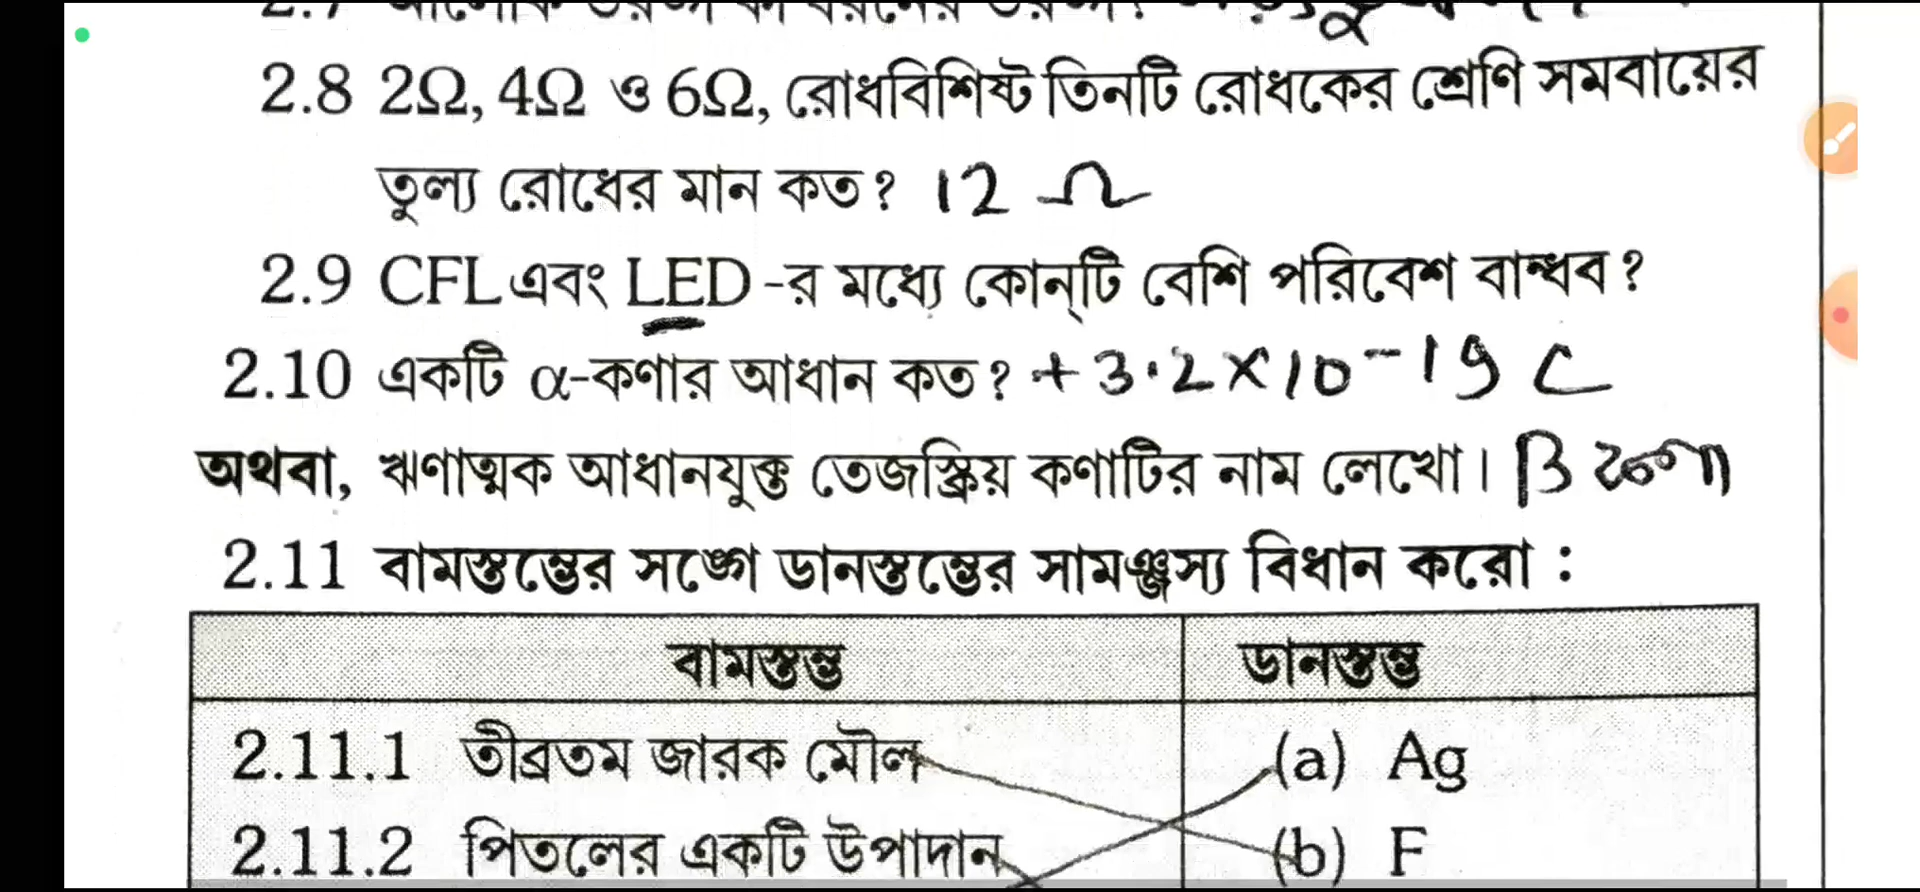 2.8 2Ω, 4Ω ও 6Ω, রোধবিশিষ্ট তিনটি রোধকের শ্রেণি সমবায়ের
তুল্য রোধের মান কত? 12 Ω
2.9 CFL এবং LED-র মধ্যে কোন্‌টি বেশি পরিবেশ বান্ধব?
2.10 একটি α-কণার আধান কত? +3.2×10-19 C
অথবা, ঋণাত্মক আধানযুক্ত তেজস্ক্রিয় কণাটির নাম লেখো। β কণা
2.11 বামস্তম্ভের সঙ্গে ডানস্তম্ভের সামঞ্জস্য বিধান করো :
বামস্তম্ভ ডানস্তম্ভ
2.11.1 তীব্রতম জারক মৌল (a) Ag
2.11.2 পিতলের একটি উপাদান (b) F